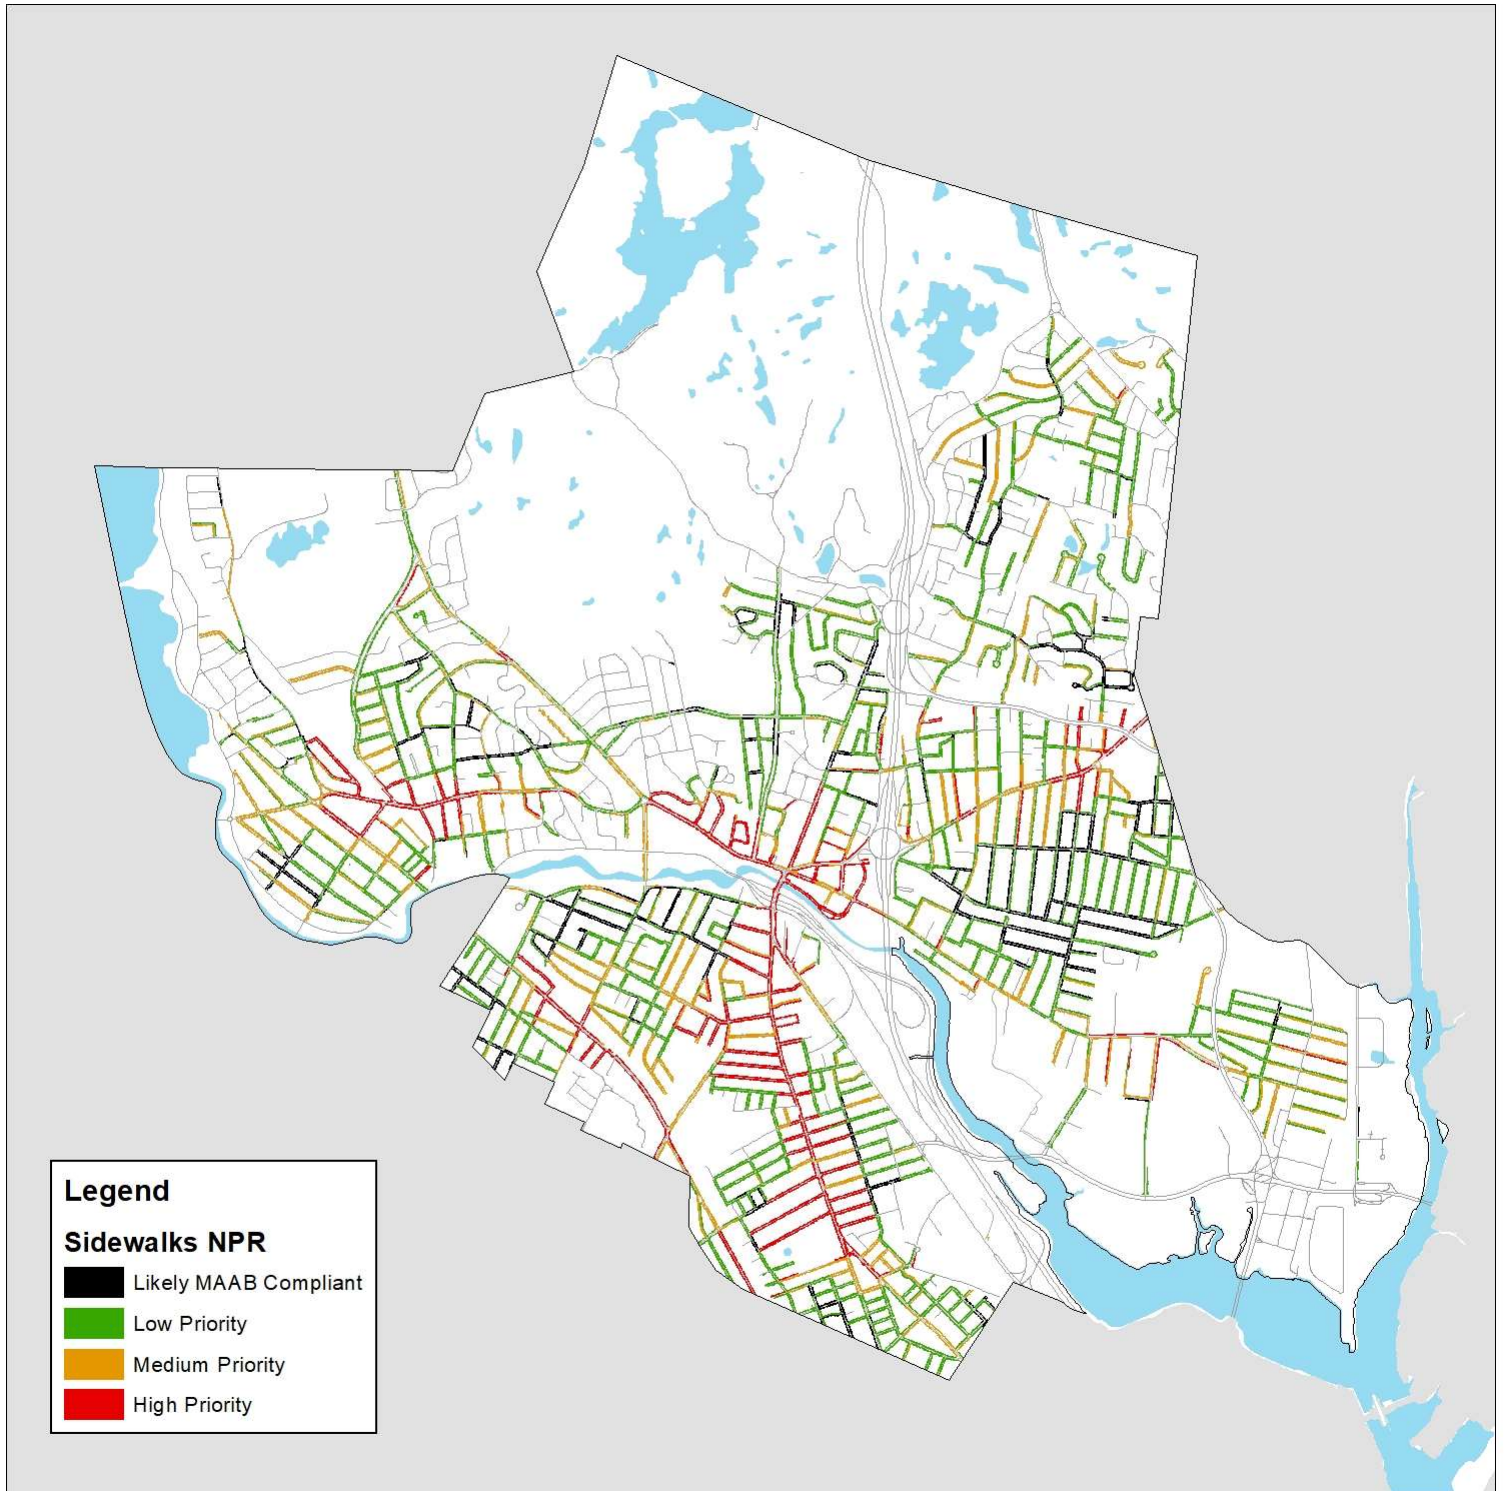 Legend
Sidewalks NPR
Likely MAAB Compliant
Low Priority
Medium Priority
High Priority